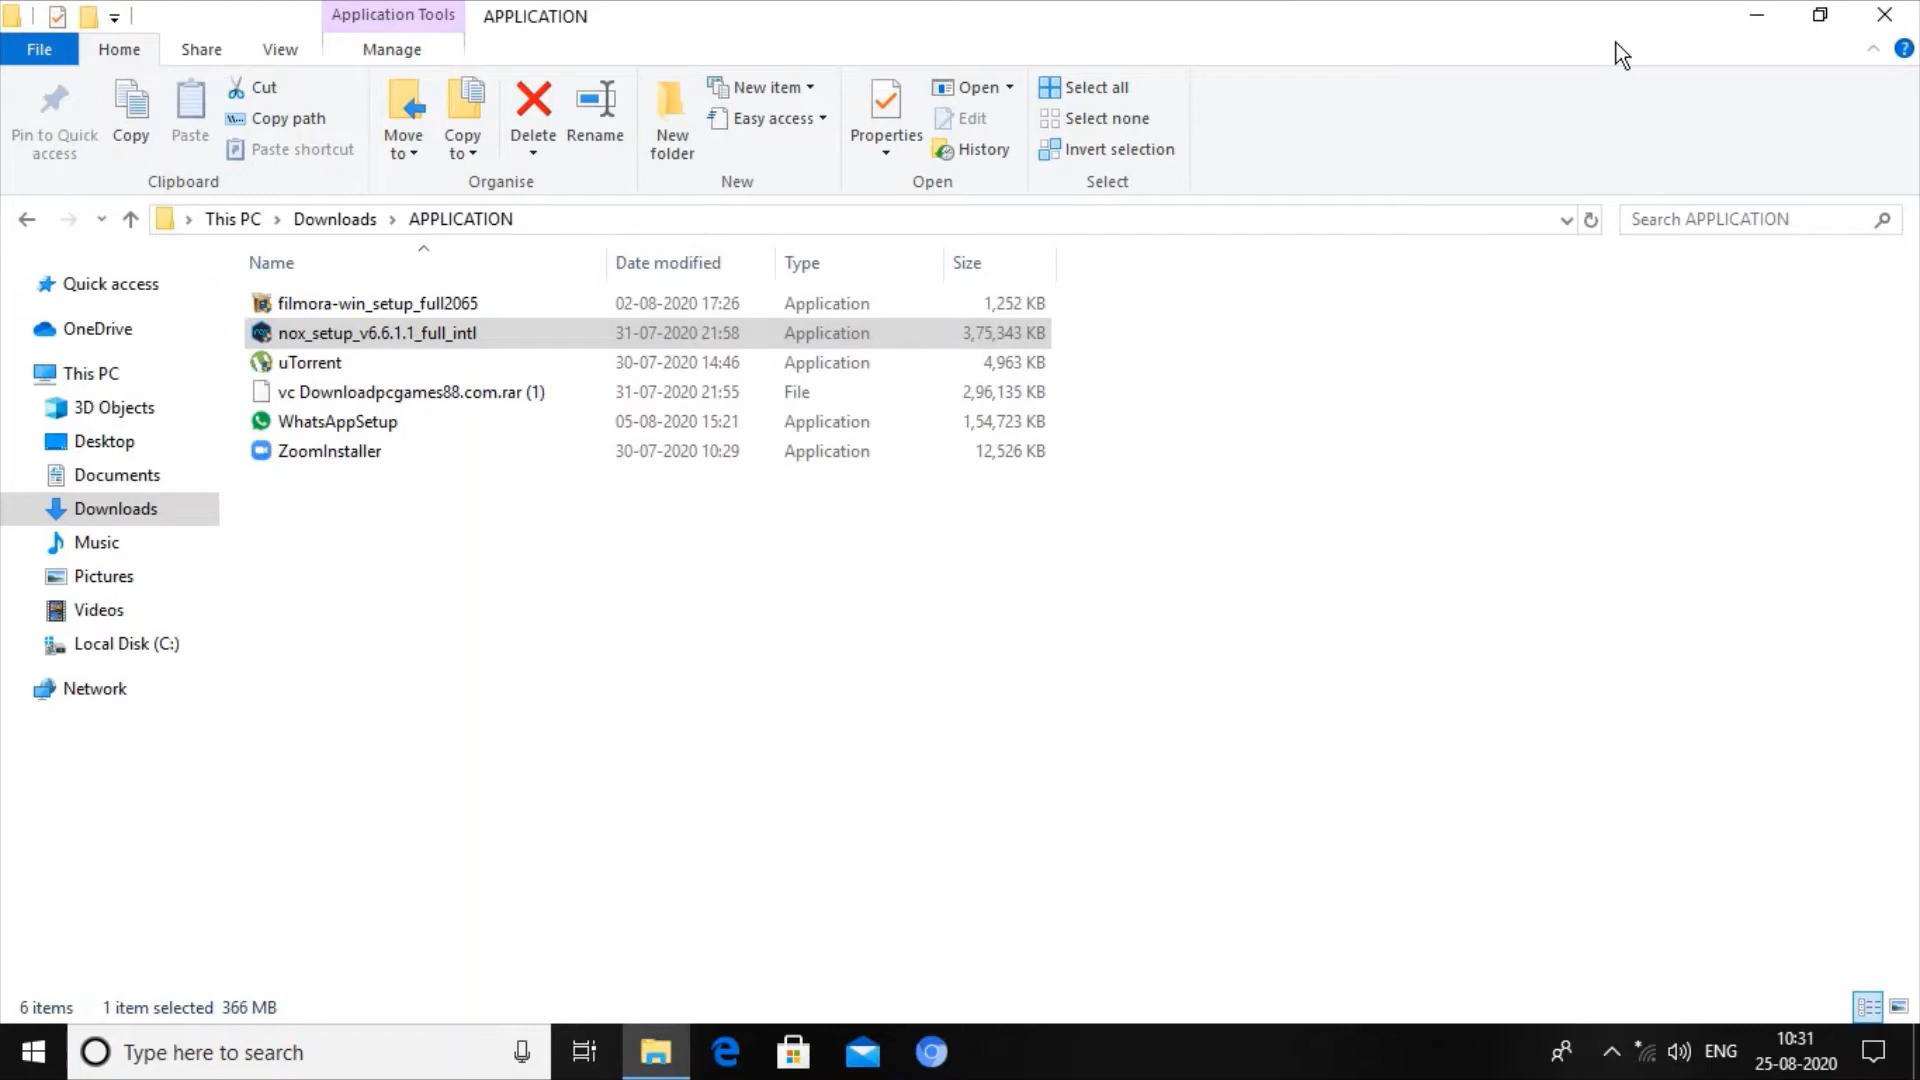 Application Tools
APPLICATION
File
Home
Share
View
Manage
Pin to Quick access
Copy
Paste
Cut
Copy path
Paste shortcut
Clipboard
Move to
Copy to
Delete
Rename
Organise
New folder
New item
Easy access
New
Properties
Open
Edit
History
Open
Select all
Select none
Invert selection
Select
This PC > Downloads > APPLICATION
Search APPLICATION
Name Date modified Type Size
filmora-win_setup_full2065 02-08-2020 17:26 Application 1,252 KB
nox_setup_v6.6.1.1_full_intl 31-07-2020 21:58 Application 3,75,343 KB
uTorrent 30-07-2020 14:46 Application 4,963 KB
vc Downloadpcgames88.com.rar (1) 31-07-2020 21:55 File 2,96,135 KB
WhatsAppSetup 05-08-2020 15:21 Application 1,54,723 KB
ZoomInstaller 30-07-2020 10:29 Application 12,526 KB
Quick access
OneDrive
This PC
3D Objects
Desktop
Documents
Downloads
Music
Pictures
Videos
Local Disk (C:)
Network
6 items 1 item selected 366 MB
Type here to search
ENG
10:31
25-08-2020